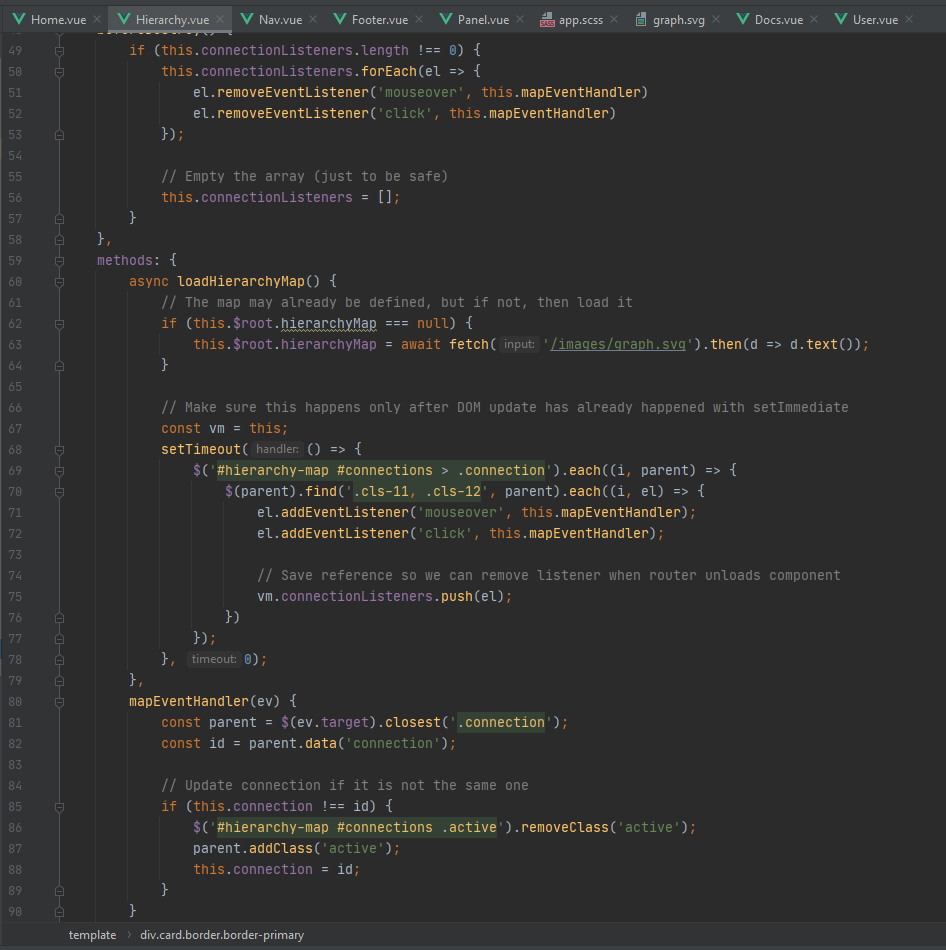 Home.vue × Hierarchy.vue × Nav.vue × Footer.vue × Panel.vue × app.scss × graph.svg × Docs.vue × User.vue ×
49 if (this.connectionListeners.length !== 0) {
50 this.connectionListeners.forEach(el => {
51 el.removeEventListener('mouseover', this.mapEventHandler)
52 el.removeEventListener('click', this.mapEventHandler)
53 });
54
55 // Empty the array (just to be safe)
56 this.connectionListeners = [];
57 }
58 },
59 methods: {
60 async loadHierarchyMap() {
61 // The map may already be defined, but if not, then load it
62 if (this.$root.hierarchyMap === null) {
63 this.$root.hierarchyMap = await fetch( input: '/images/graph.svg').then(d => d.text());
64 }
65
66 // Make sure this happens only after DOM update has already happened with setImmediate
67 const vm = this;
68 setTimeout( handler: () => {
69 $('#hierarchy-map #connections > .connection').each((i, parent) => {
70 $(parent).find('.cls-11, .cls-12', parent).each((i, el) => {
71 el.addEventListener('mouseover', this.mapEventHandler);
72 el.addEventListener('click', this.mapEventHandler);
73
74 // Save reference so we can remove listener when router unloads component
75 vm.connectionListeners.push(el);
76 })
77 });
78 }, timeout: 0);
79 },
80 mapEventHandler(ev) {
81 const parent = $(ev.target).closest('.connection');
82 const id = parent.data('connection');
83
84 // Update connection if it is not the same one
85 if (this.connection !== id) {
86 $('#hierarchy-map #connections .active').removeClass('active');
87 parent.addClass('active');
88 this.connection = id;
89 }
90 }
template › div.card.border.border-primary